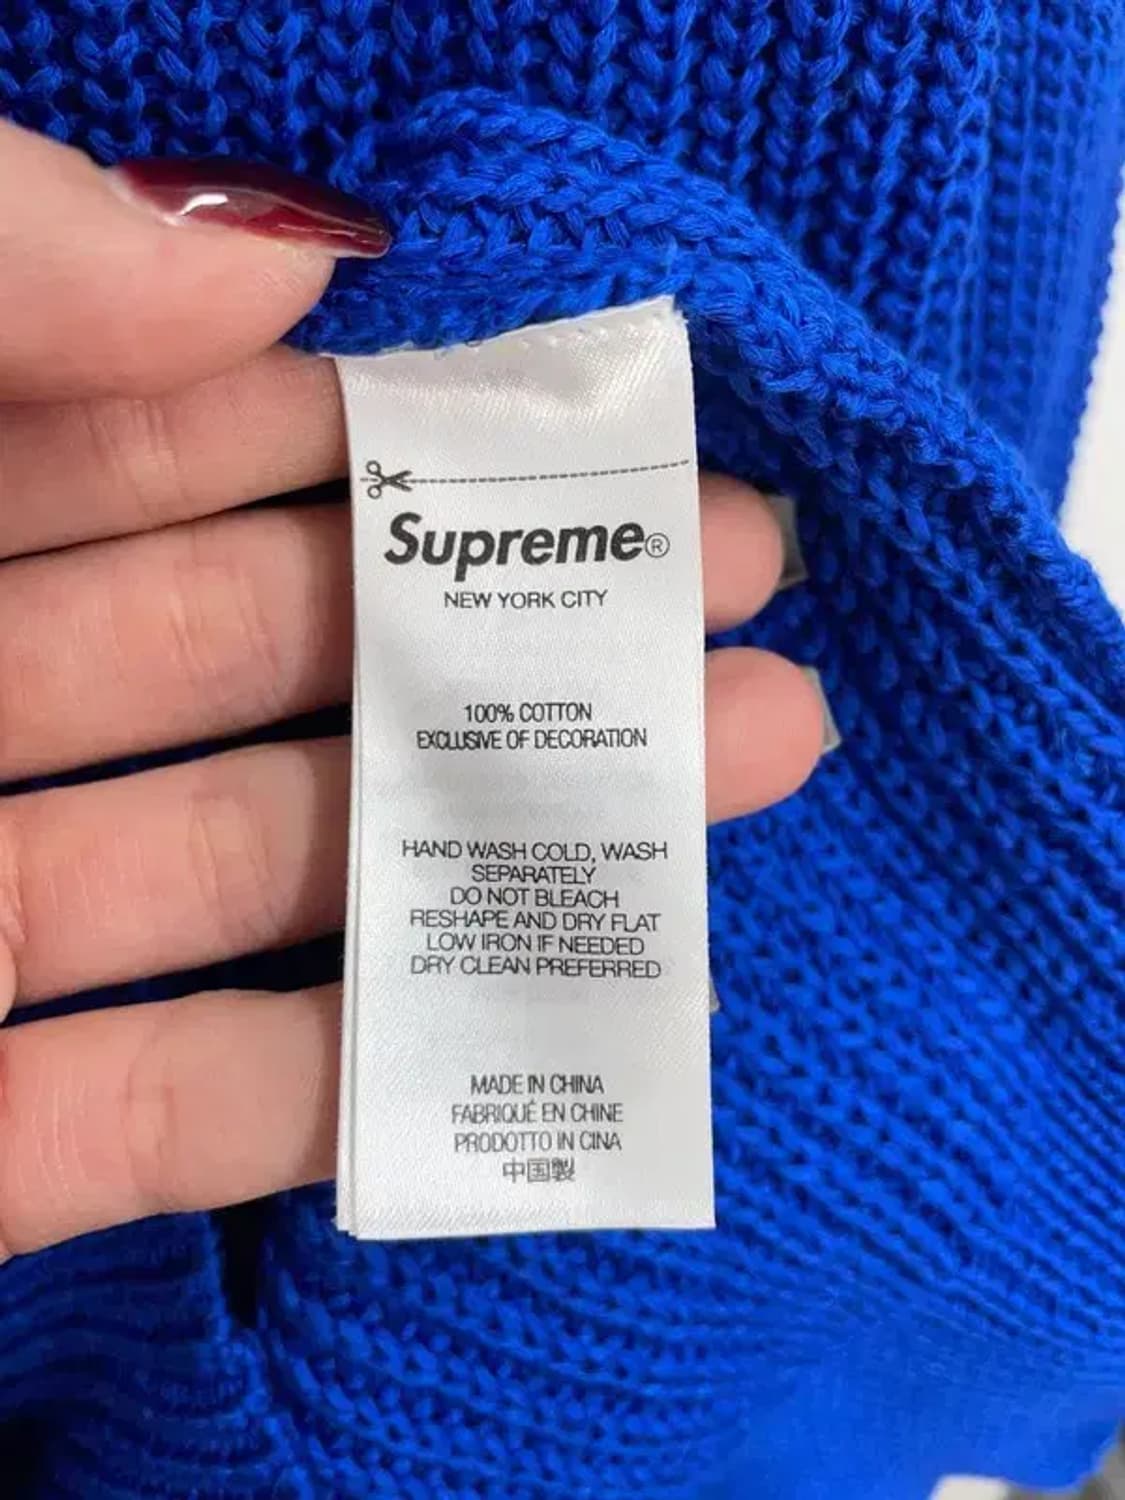 Supreme®
NEW YORK CITY
100% COTTON
EXCLUSIVE OF DECORATION
HAND WASH COLD, WASH
SEPARATELY
DO NOT BLEACH
RESHAPE AND DRY FLAT
LOW IRON IF NEEDED
DRY CLEAN PREFERRED
MADE IN CHINA
FABRIQUÉ EN CHINE
PRODOTTO IN CINA
中国製